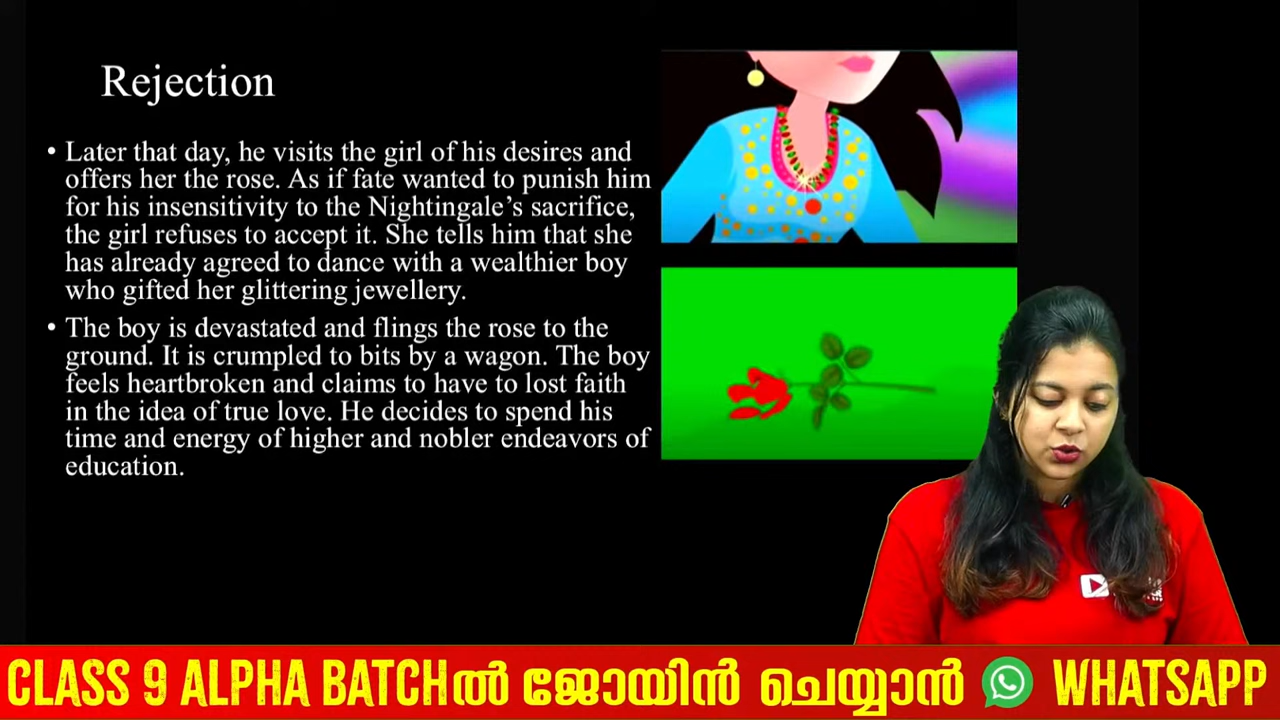 Rejection
• Later that day, he visits the girl of his desires and
offers her the rose. As if fate wanted to punish him
for his insensitivity to the Nightingale’s sacrifice,
the girl refuses to accept it. She tells him that she
has already agreed to dance with a wealthier boy
who gifted her glittering jewellery.
• The boy is devastated and flings the rose to the
ground. It is crumpled to bits by a wagon. The boy
feels heartbroken and claims to have to lost faith
in the idea of true love. He decides to spend his
time and energy of higher and nobler endeavors of
education.
CLASS 9 ALPHA BATCHൽ ജോയിൻ ചെയ്യാൻ WHATSAPP